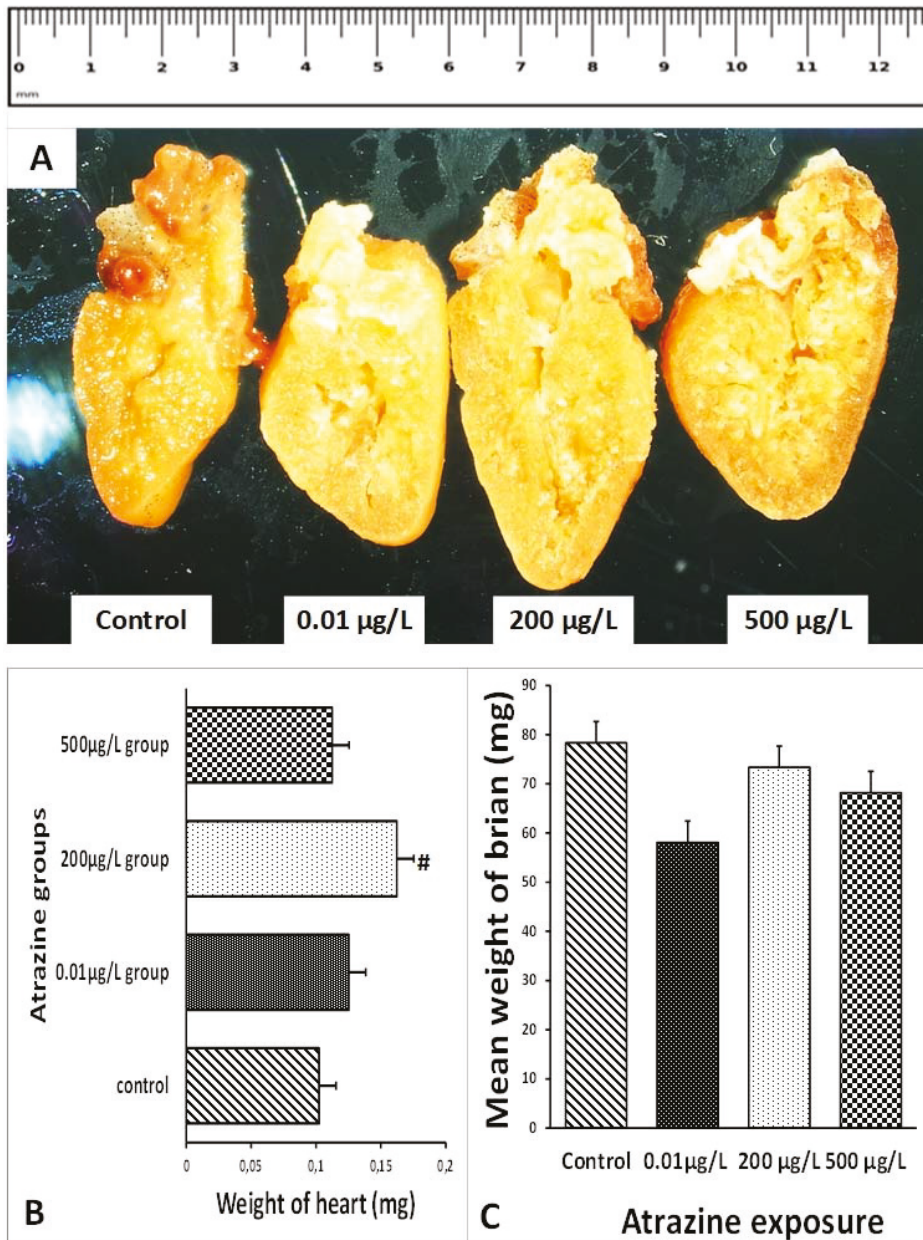 0 1 2 3 4 5 6 7 8 9 10 11 12
mm
A
Control 0.01 µg/L 200 µg/L 500 µg/L
Atrazine groups
500µg/L group
200µg/L group
0.01µg/L group
control
#
0 0,05 0,1 0,15 0,2
Weight of heart (mg)
B
Mean weight of brian (mg)
90
80
70
60
50
40
30
20
10
0
Control 0.01µg/L 200 µg/L 500 µg/L
C
Atrazine exposure